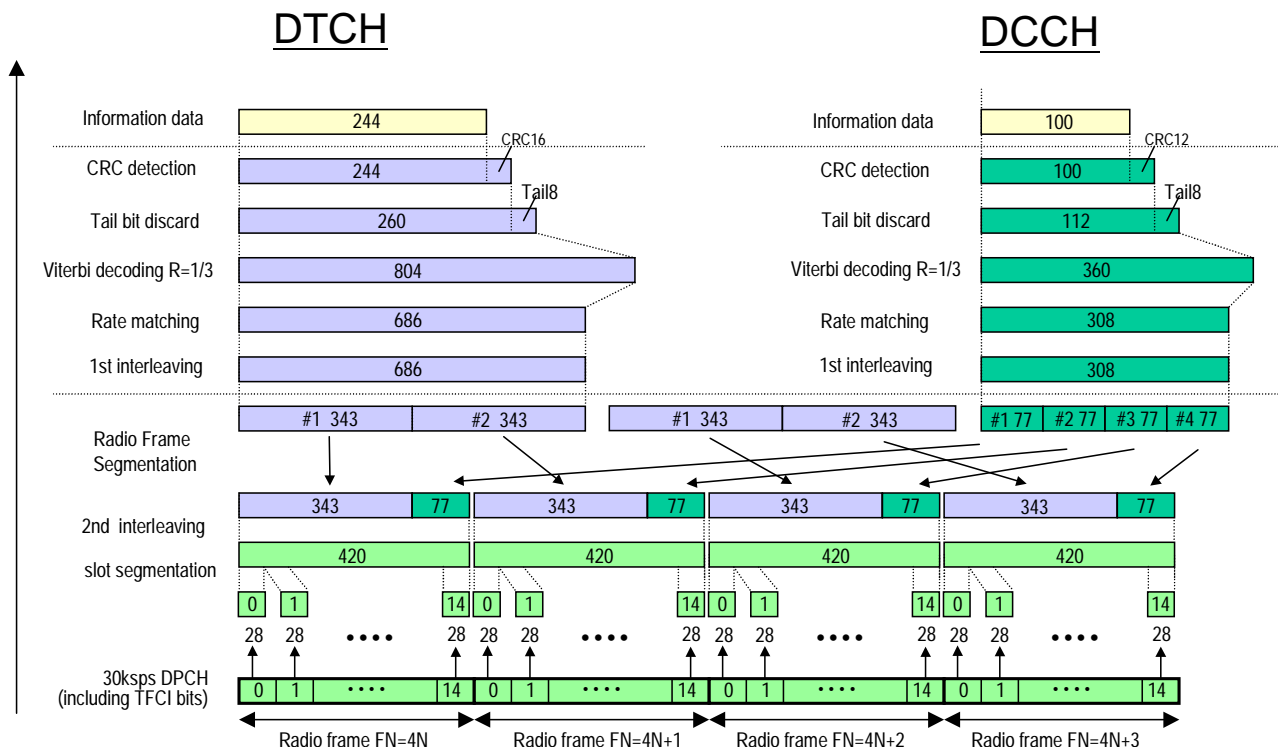 DTCH
DCCH
Information data
244
Information data
100
CRC16
CRC12
CRC detection
244
CRC detection
100
Tail8
Tail8
Tail bit discard
260
Tail bit discard
112
Viterbi decoding R=1/3
804
Viterbi decoding R=1/3
360
Rate matching
686
Rate matching
308
1st interleaving
686
1st interleaving
308
#1 343
#2 343
#1 343
#2 343
#1 77
#2 77
#3 77
#4 77
Radio Frame
Segmentation
343
77
343
77
343
77
343
77
2nd interleaving
420
420
420
420
slot segmentation
0
1
14
0
1
14
0
1
14
0
1
14
28
28
• • • •
28
28
28
• • • •
28
28
28
• • • •
28
28
28
• • • •
28
30ksps DPCH
(including TFCI bits)
0
1
• • • •
14
0
1
• • • •
14
0
1
• • • •
14
0
1
• • • •
14
Radio frame FN=4N
Radio frame FN=4N+1
Radio frame FN=4N+2
Radio frame FN=4N+3